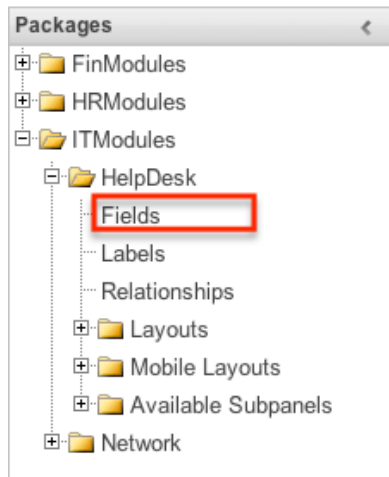 Packages
FinModules
HRModules
ITModules
HelpDesk
Fields
Labels
Relationships
Layouts
Mobile Layouts
Available Subpanels
Network